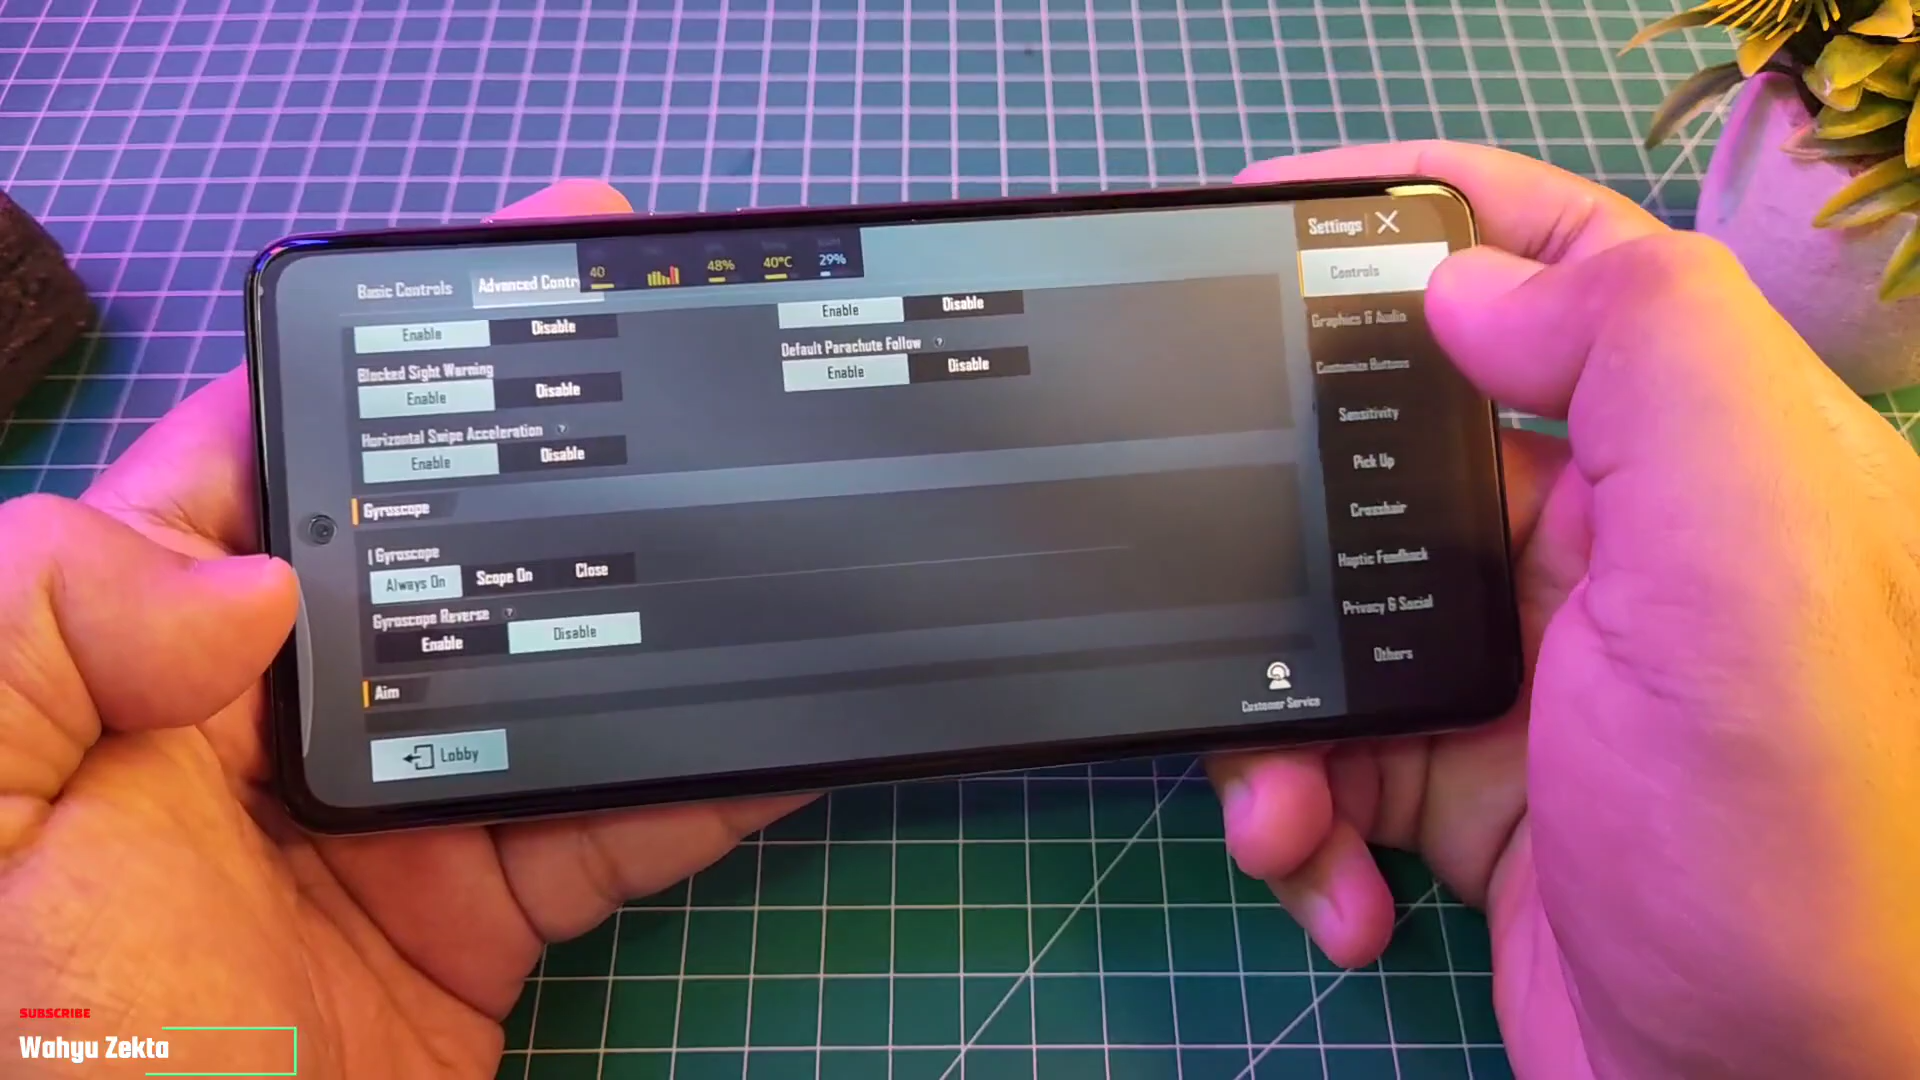 Settings
Basic Controls
Advanced Contr
40
48%
40°C
29%
Controls
Graphics & Audio
Customize Buttons
Sensitivity
Pick Up
Crosshair
Haptic Feedback
Privacy & Social
Others
Enable Disable
Blocked Sight Warning
Enable Disable
Horizontal Swipe Acceleration ?
Enable Disable
Enable Disable
Default Parachute Follow ?
Enable Disable
Gyroscope
Gyroscope
Always On Scope On Close
Gyroscope Reverse ?
Enable Disable
Aim
Lobby
Customer Service
SUBSCRIBE
Wahyu Zekta